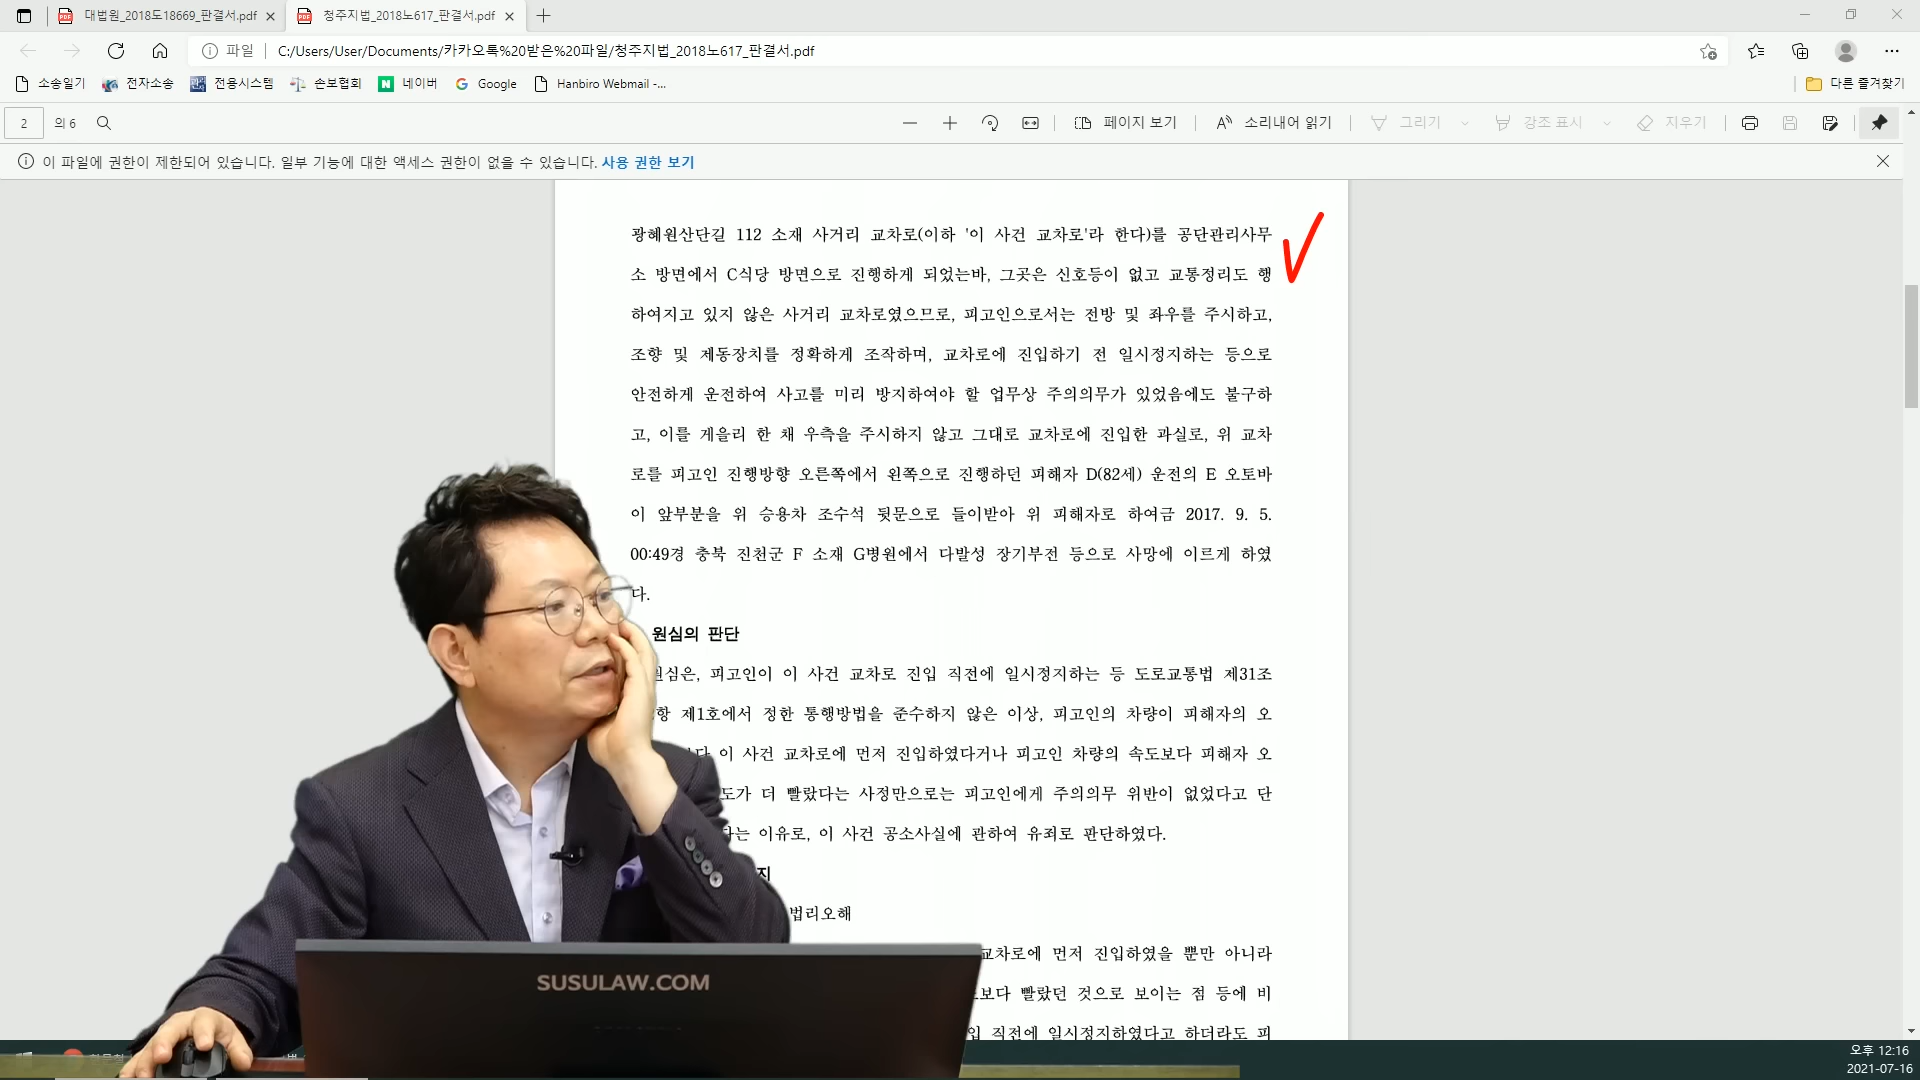 대법원_2018도18669_판결서.pdf
청주지법_2018노617_판결서.pdf
파일
C:/Users/User/Documents/카카오톡%20받은%20파일/청주지법_2018노617_판결서.pdf
소송일기 전자소송 전용시스템 손보협회 네이버 Google Hanbiro Webmail -... 다른 즐겨찾기
2 의 6 페이지 보기 소리내어 읽기 그리기 강조 표시 지우기
이 파일에 권한이 제한되어 있습니다. 일부 기능에 대한 액세스 권한이 없을 수 있습니다. 사용 권한 보기
광혜원산단길 112 소재 사거리 교차로(이하 '이 사건 교차로'라 한다)를 공단관리사무
소 방면에서 C식당 방면으로 진행하게 되었는바, 그곳은 신호등이 없고 교통정리도 행
하여지고 있지 않은 사거리 교차로였으므로, 피고인으로서는 전방 및 좌우를 주시하고,
조향 및 제동장치를 정확하게 조작하며, 교차로에 진입하기 전 일시정지하는 등으로
안전하게 운전하여 사고를 미리 방지하여야 할 업무상 주의의무가 있었음에도 불구하
고, 이를 게을리 한 채 우측을 주시하지 않고 그대로 교차로에 진입한 과실로, 위 교차
로를 피고인 진행방향 오른쪽에서 왼쪽으로 진행하던 피해자 D(82세) 운전의 E 오토바
이 앞부분을 위 승용차 조수석 뒷문으로 들이받아 위 피해자로 하여금 2017. 9. 5.
00:49경 충북 진천군 F 소재 G병원에서 다발성 장기부전 등으로 사망에 이르게 하였
다.
원심의 판단
원심은, 피고인이 이 사건 교차로 진입 직전에 일시정지하는 등 도로교통법 제31조
항 제1호에서 정한 통행방법을 준수하지 않은 이상, 피고인의 차량이 피해자의 오
다 이 사건 교차로에 먼저 진입하였다거나 피고인 차량의 속도보다 피해자 오
도가 더 빨랐다는 사정만으로는 피고인에게 주의의무 위반이 없었다고 단
다는 이유로, 이 사건 공소사실에 관하여 유죄로 판단하였다.
지
법리오해
교차로에 먼저 진입하였을 뿐만 아니라
보다 빨랐던 것으로 보이는 점 등에 비
입 직전에 일시정지하였다고 하더라도 피
SUSULAW.COM
오후 12:16
2021-07-16